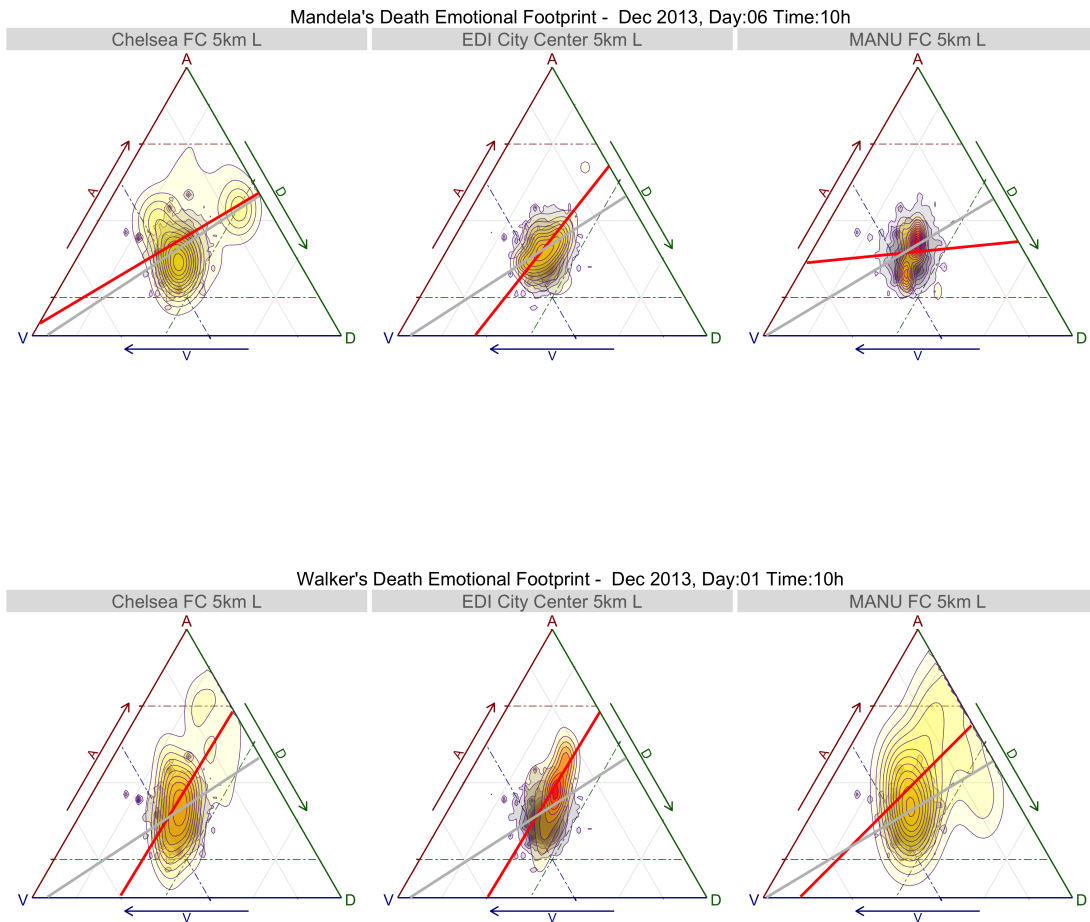 Mandela's Death Emotional Footprint - Dec 2013, Day:06 Time:10h
Chelsea FC 5km L
EDI City Center 5km L
MANU FC 5km L
A
A
A
A
D
A
D
A
D
V
D
V
D
V
D
V
V
V
Walker's Death Emotional Footprint - Dec 2013, Day:01 Time:10h
Chelsea FC 5km L
EDI City Center 5km L
MANU FC 5km L
A
A
A
A
D
A
D
A
D
V
D
V
D
V
D
V
V
V